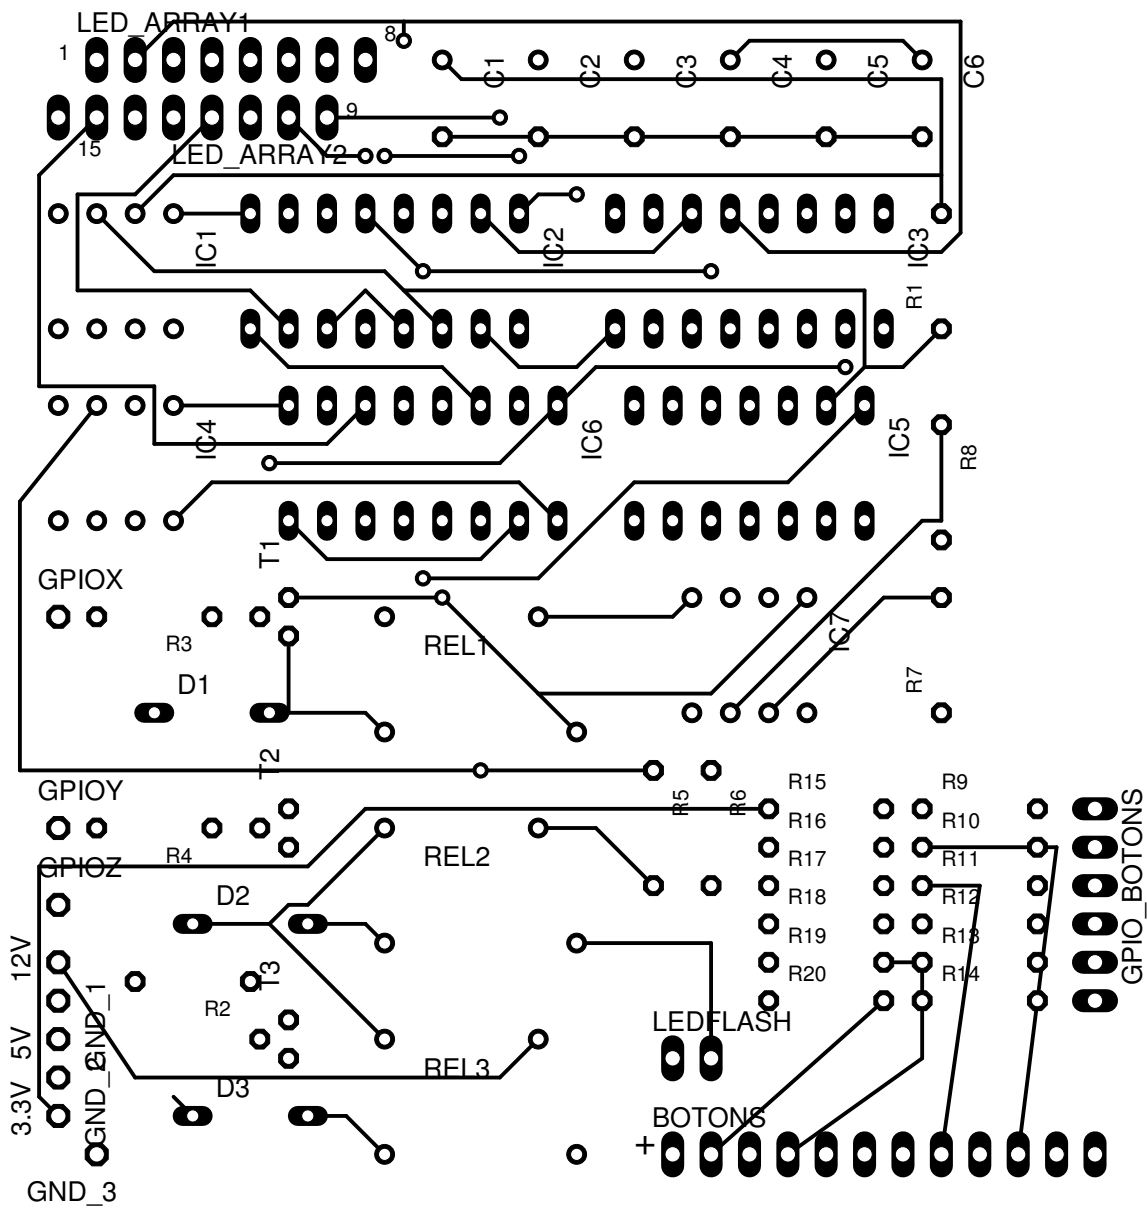 LED_ARRAY1
1
8
C1
C2
C3
C4
C5
C6
9
15
LED_ARRAY2
IC1
IC2
IC3
R1
IC4
IC6
IC5
R8
T1
GPIOX
R3
REL1
IC7
D1
R7
T2
GPIOY
R5
R6
R15
R9
R16
R10
R4
GPIOZ
REL2
R17
R11
GPIO_BOTONS
D2
R18
R12
R19
R13
12V
T3
R20
R14
GND_1
R2
LEDFLASH
5V
GND_2
REL3
D3
3.3V
BOTONS
+
GND_3